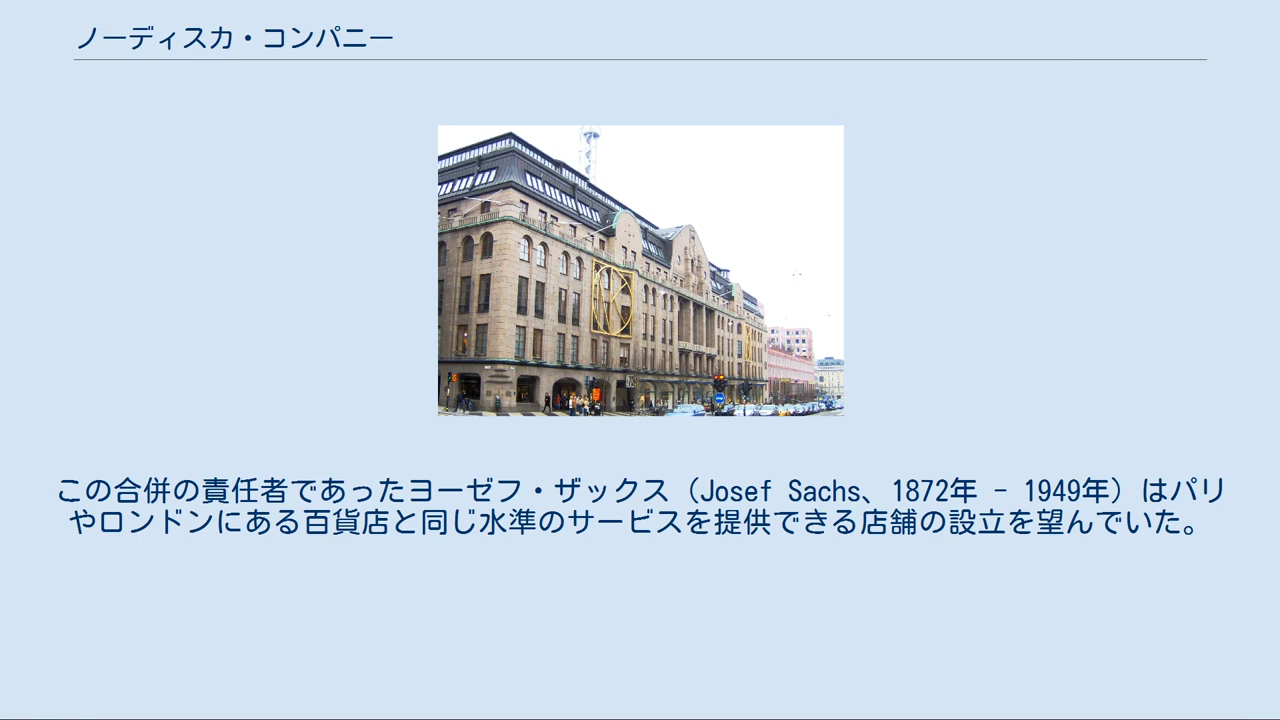 ノーディスカ・コンパニー
この合併の責任者であったヨーゼフ・ザックス（Josef Sachs、1872年 - 1949年）はパリ
やロンドンにある百貨店と同じ水準のサービスを提供できる店舗の設立を望んでいた。